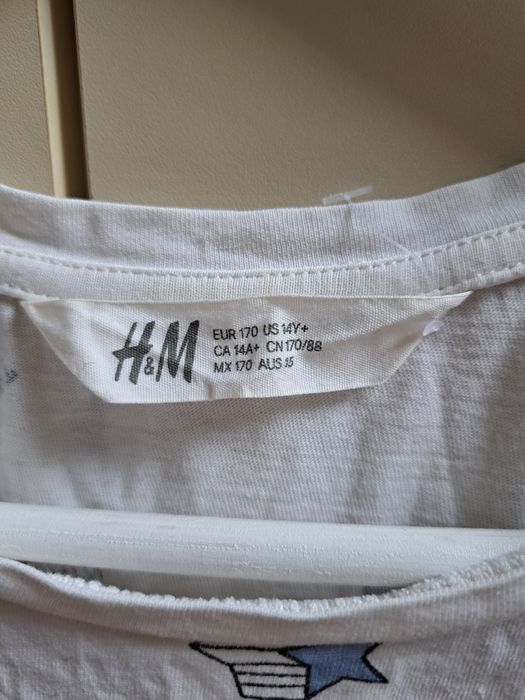 H&M
EUR 170 US 14Y+
CA 14A+ CN 170/88
MX 170 AUS 15